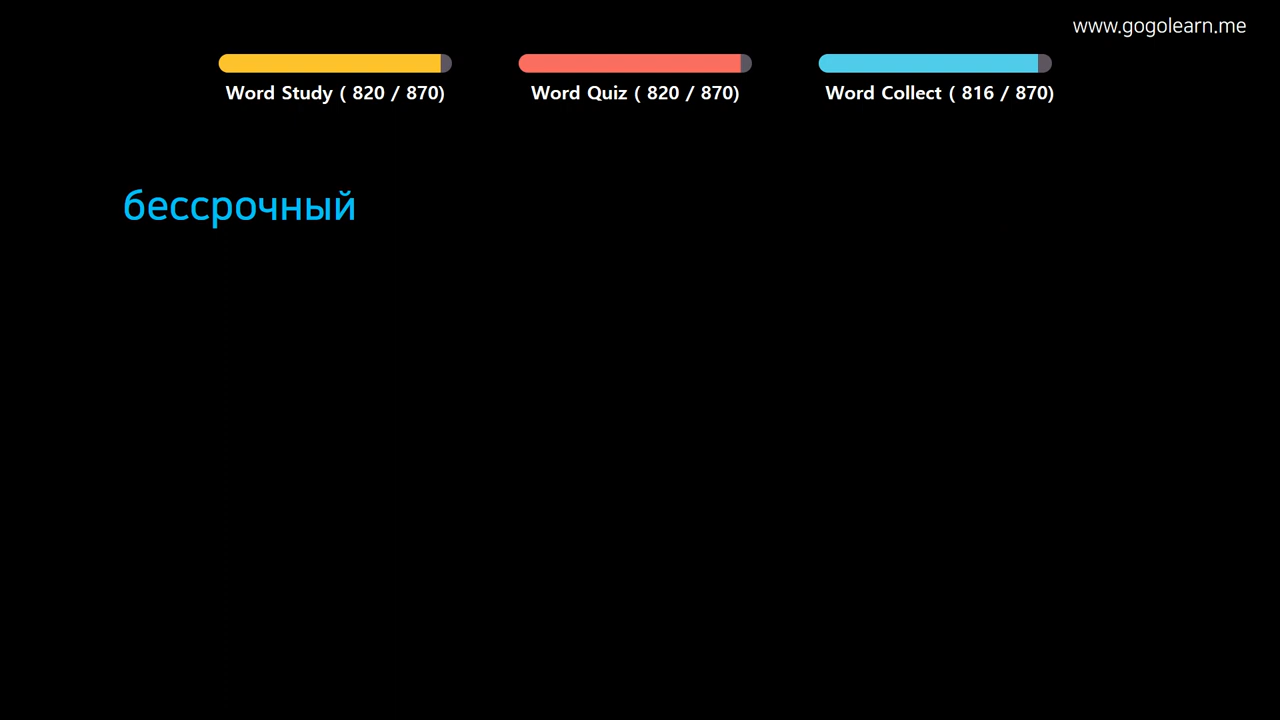 www.gogolearn.me
Word Study ( 820 / 870)
Word Quiz ( 820 / 870)
Word Collect ( 816 / 870)
бессрочный